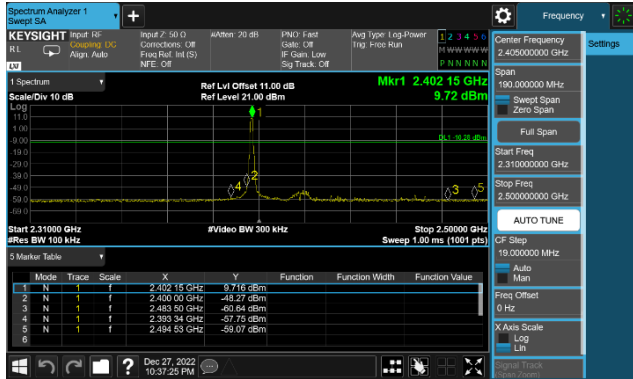 Spectrum Analyzer 1
Swept SA
+
Frequency
KEYSIGHT Input: RF
Coupling: DC
Align: Auto
RL
LXI
Input Z: 50 Ω
Corrections: Off
Freq Ref: Int (S)
NFE: Off
#Atten: 20 dB
PNO: Fast
Gate: Off
IF Gain: Low
Sig Track: Off
Avg Type: Log-Power
Trig: Free Run
1 2 3 4 5 6
M W W W W W
P N N N N N
1 Spectrum
Scale/Div 10 dB
Log
Ref Lvl Offset 11.00 dB
Ref Level 21.00 dBm
Mkr1 2.402 15 GHz
9.72 dBm
11.0
1.00
-9.00
-19.0
-29.0
-39.0
-49.0
-59.0
-69.0
1
2
4
3
5
DL1 -10.28 dBm
Start 2.31000 GHz
#Res BW 100 kHz
#Video BW 300 kHz
Stop 2.50000 GHz
Sweep 1.00 ms (1001 pts)
5 Marker Table
Mode Trace Scale X Y Function Function Width Function Value
1 N 1 f 2.402 15 GHz 9.716 dBm
2 N 1 f 2.400 00 GHz -48.27 dBm
3 N 1 f 2.483 50 GHz -60.64 dBm
4 N 1 f 2.393 34 GHz -57.75 dBm
5 N 1 f 2.494 53 GHz -59.07 dBm
6
?
Dec 27, 2022
10:37:25 PM
Center Frequency
2.405000000 GHz
Settings
Span
190.000000 MHz
Swept Span
Zero Span
Full Span
Start Freq
2.310000000 GHz
Stop Freq
2.500000000 GHz
AUTO TUNE
CF Step
19.000000 MHz
Auto
Man
Freq Offset
0 Hz
X Axis Scale
Log
Lin
Signal Track
(Span Zoom)